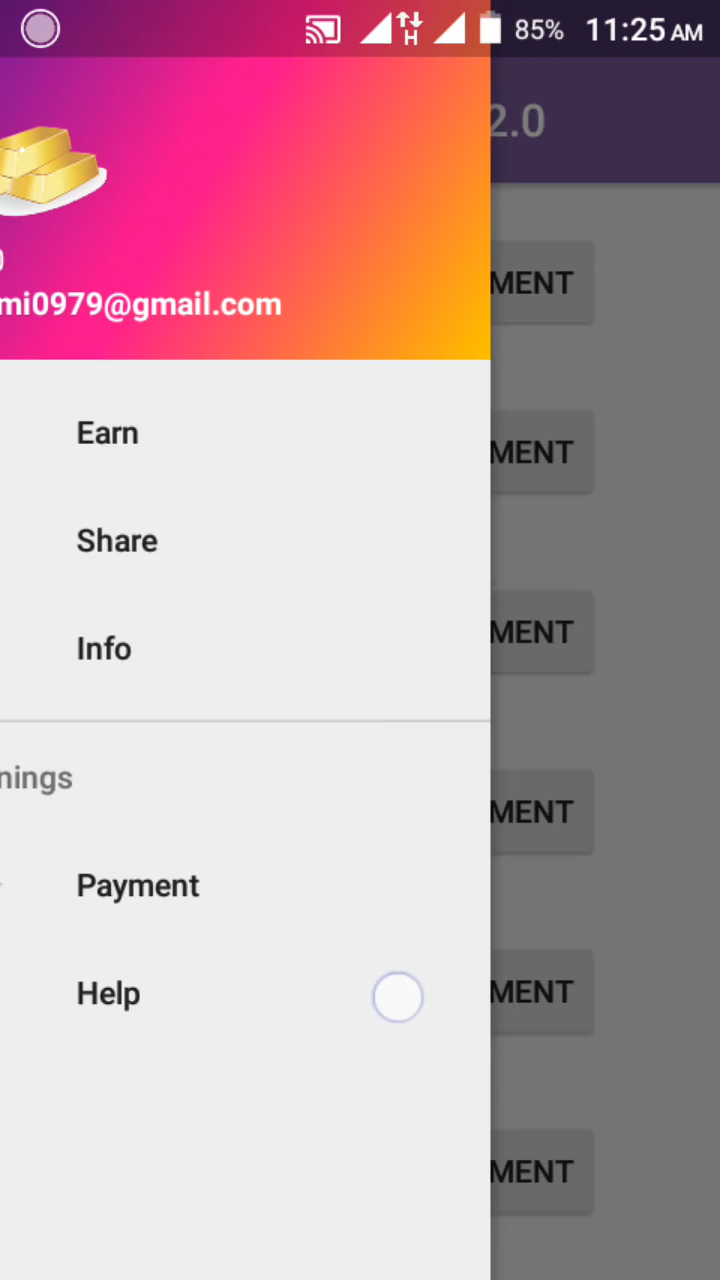 H 85% 11:25 AM
2.0
mi0979@gmail.com
MENT
Earn
MENT
Share
Info
MENT
nings
MENT
Payment
Help
MENT
MENT